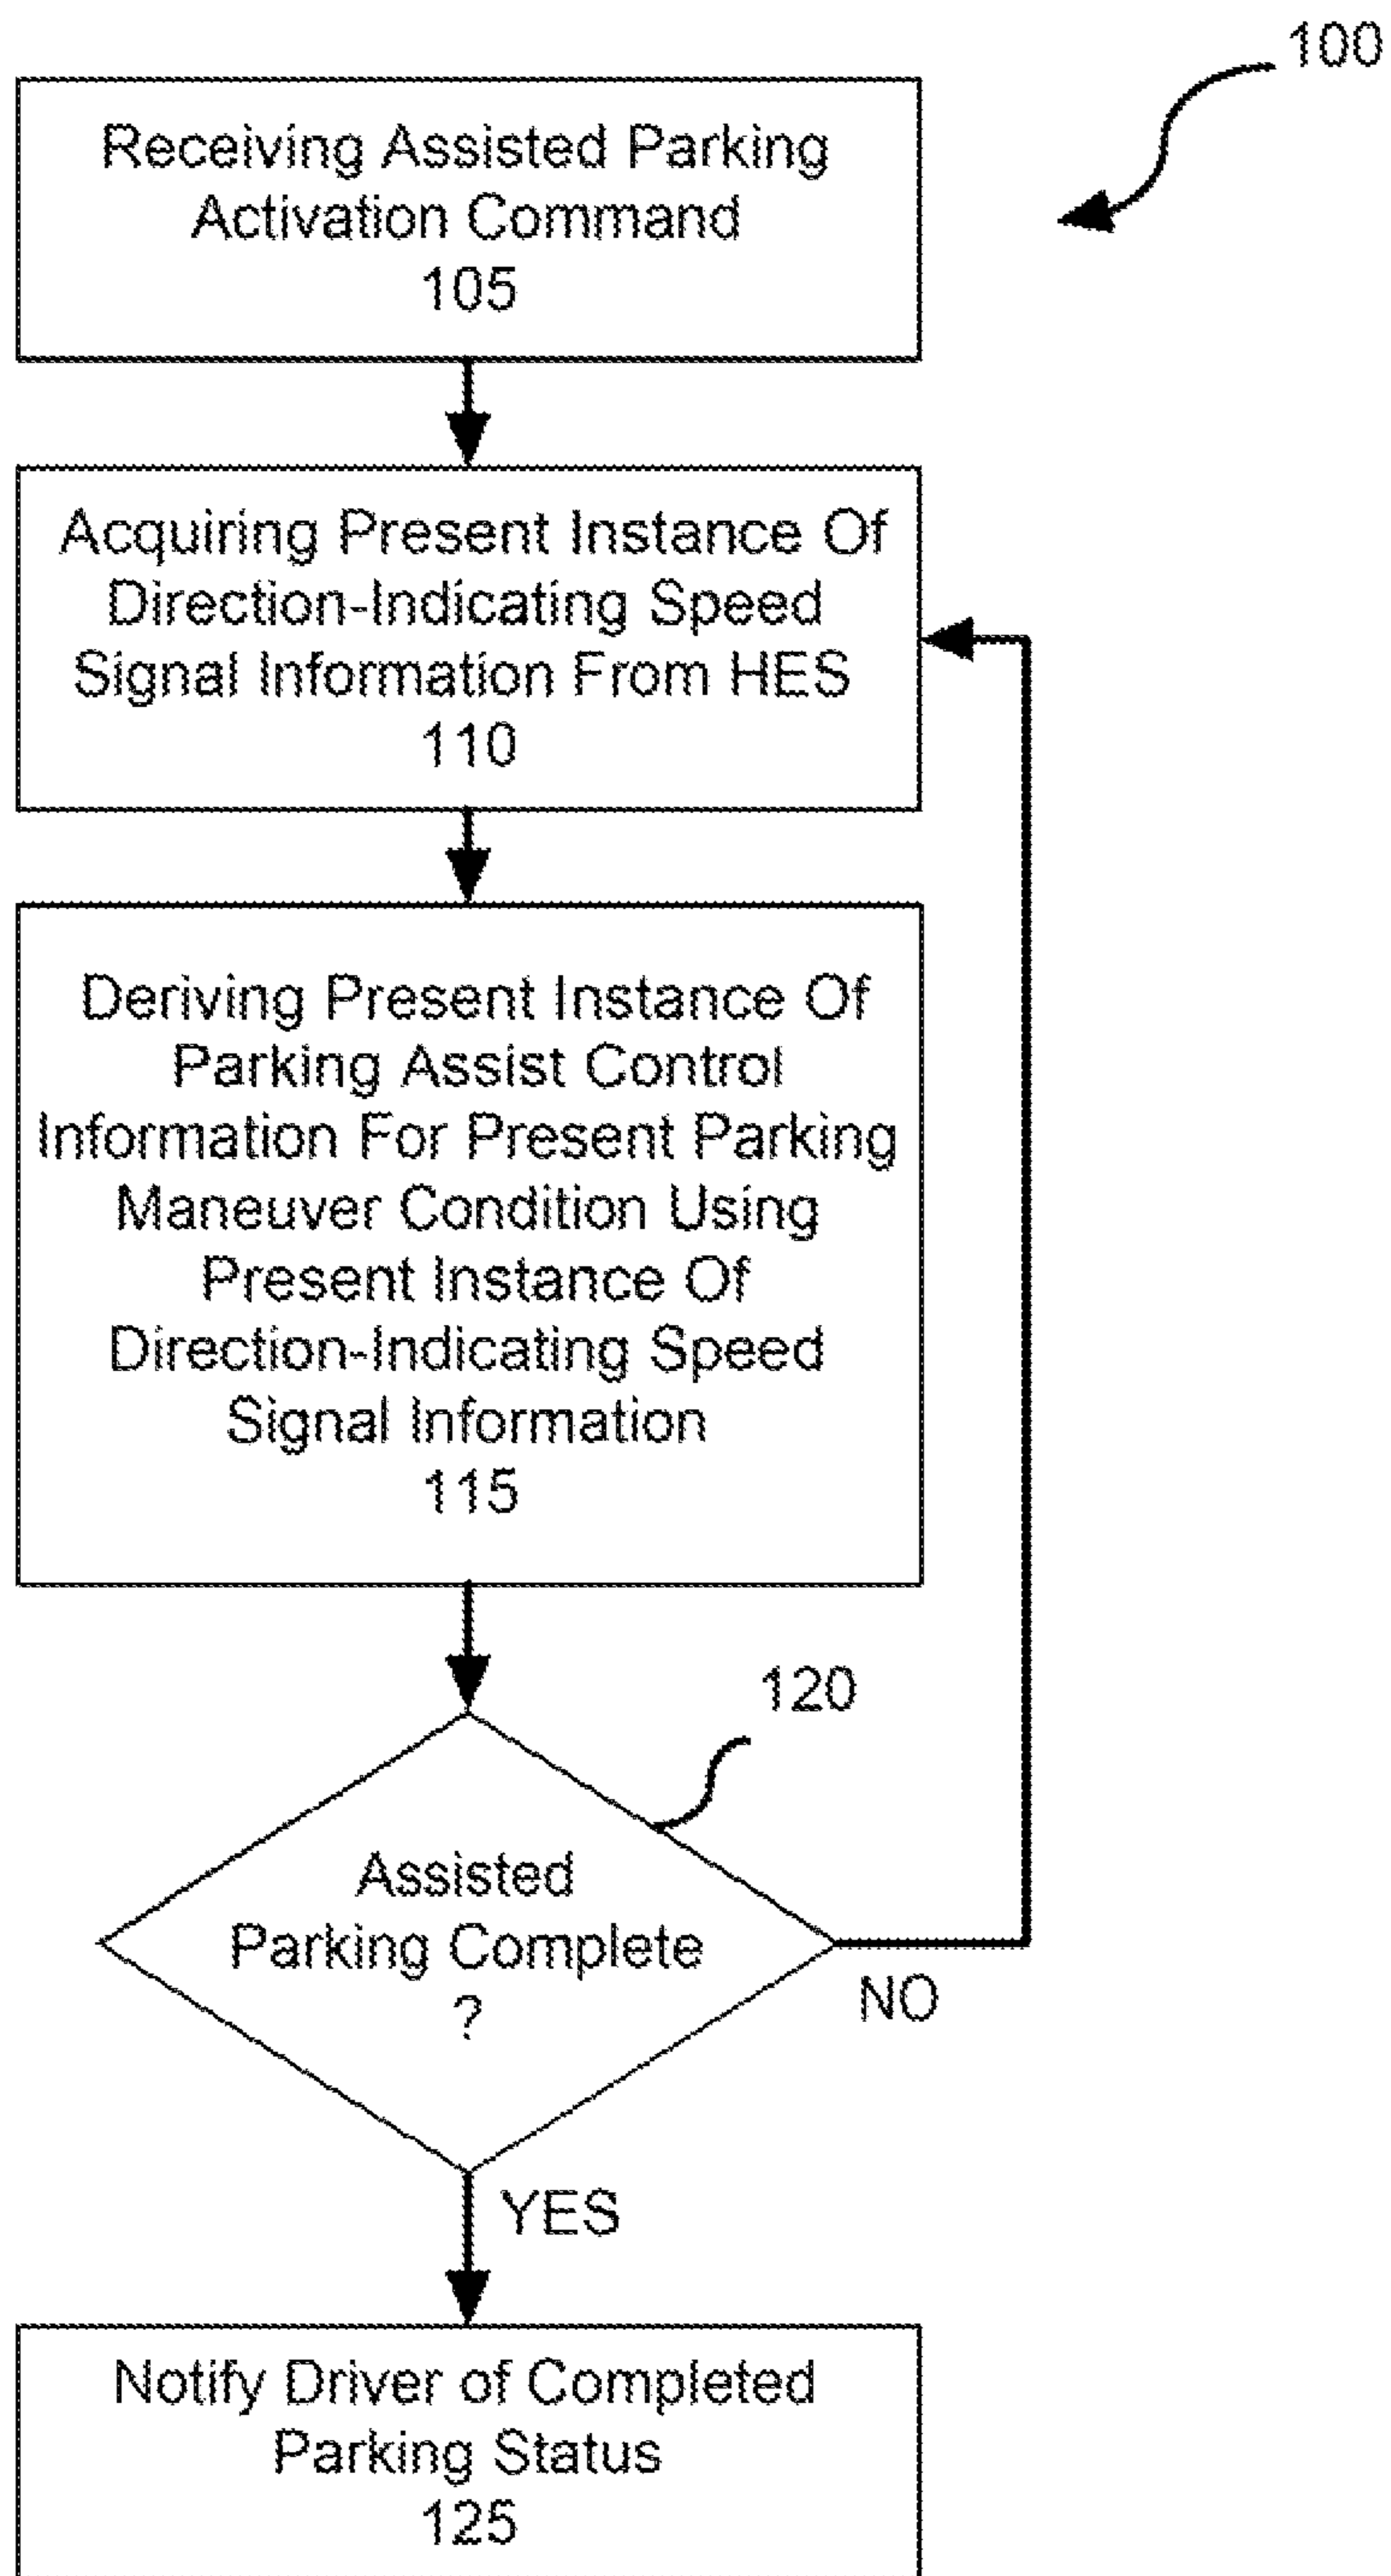 100
Receiving Assisted Parking
Activation Command
105
Acquiring Present Instance Of
Direction-Indicating Speed
Signal Information From HES
110
Deriving Present Instance Of
Parking Assist Control
Information For Present Parking
Maneuver Condition Using
Present Instance Of
Direction-Indicating Speed
Signal Information
115
120
Assisted
Parking Complete
?
NO
YES
Notify Driver of Completed
Parking Status
125